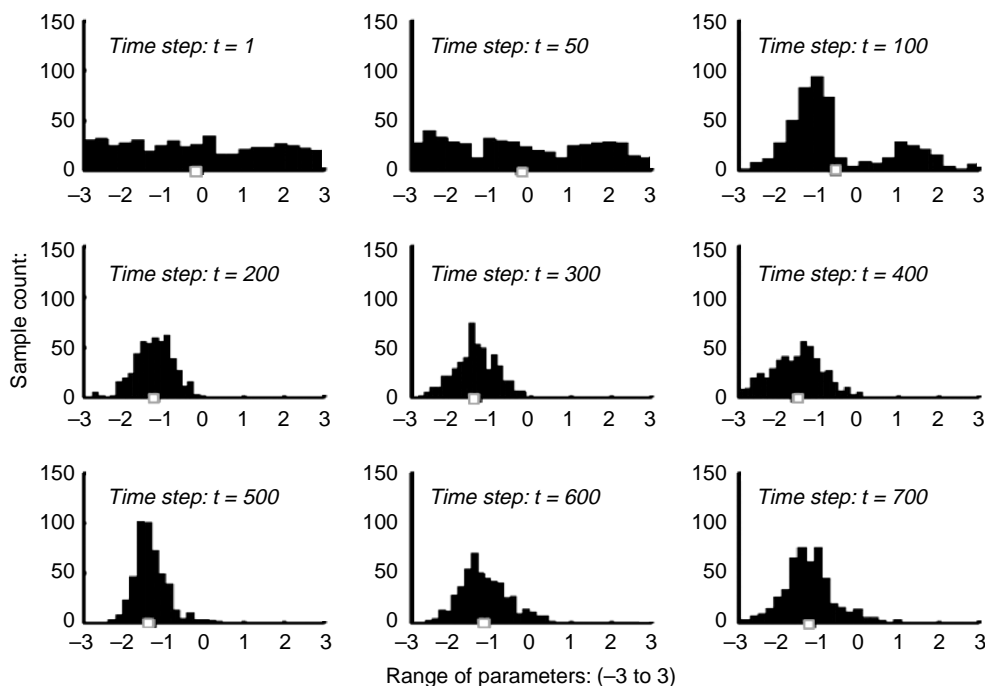 150
Time step: t = 1
100
50
0
–3 –2 –1 0 1 2 3
150
Time step: t = 50
100
50
0
–3 –2 –1 0 1 2 3
150
Time step: t = 100
100
50
0
–3 –2 –1 0 1 2 3
Sample count:
150
Time step: t = 200
100
50
0
–3 –2 –1 0 1 2 3
150
Time step: t = 300
100
50
0
–3 –2 –1 0 1 2 3
150
Time step: t = 400
100
50
0
–3 –2 –1 0 1 2 3
150
Time step: t = 500
100
50
0
–3 –2 –1 0 1 2 3
150
Time step: t = 600
100
50
0
–3 –2 –1 0 1 2 3
150
Time step: t = 700
100
50
0
–3 –2 –1 0 1 2 3
Range of parameters: (–3 to 3)